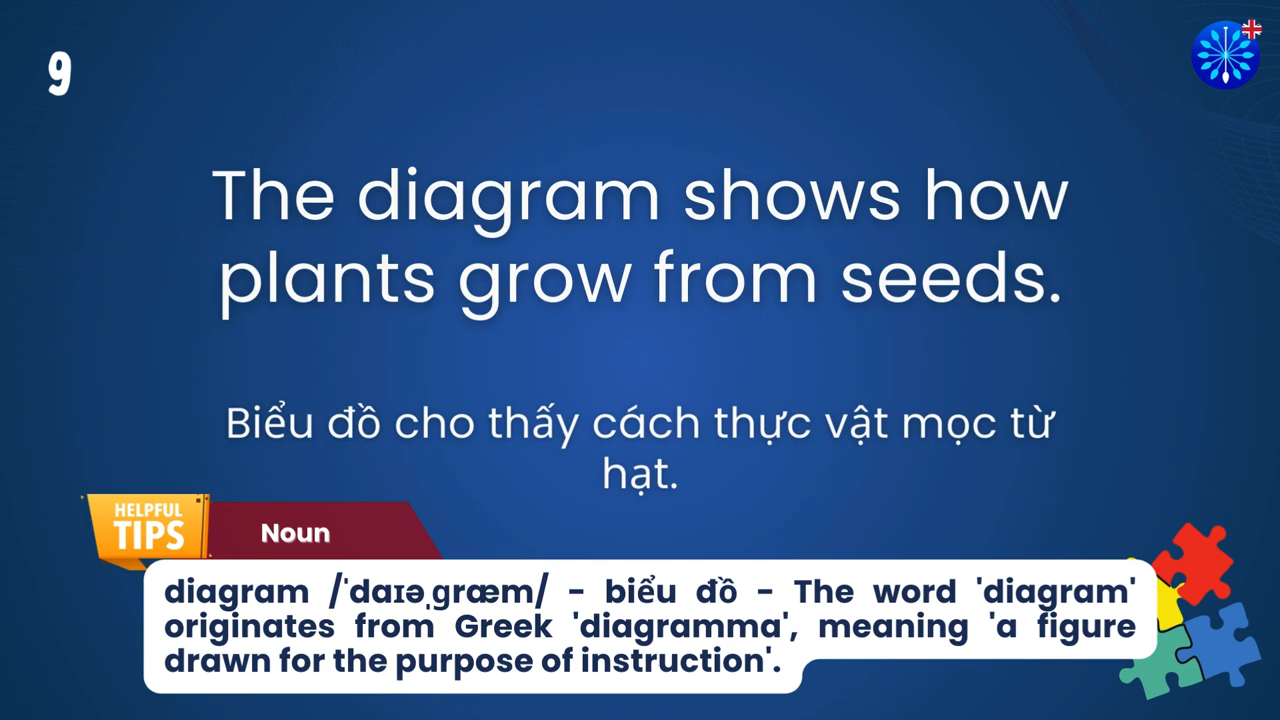 9
The diagram shows how
plants grow from seeds.
Biểu đồ cho thấy cách thực vật mọc từ
hạt.
HELPFUL
TIPS
Noun
diagram /ˈdaɪəˌɡræm/ - biểu đồ - The word 'diagram'
originates from Greek 'diagramma', meaning 'a figure
drawn for the purpose of instruction'.